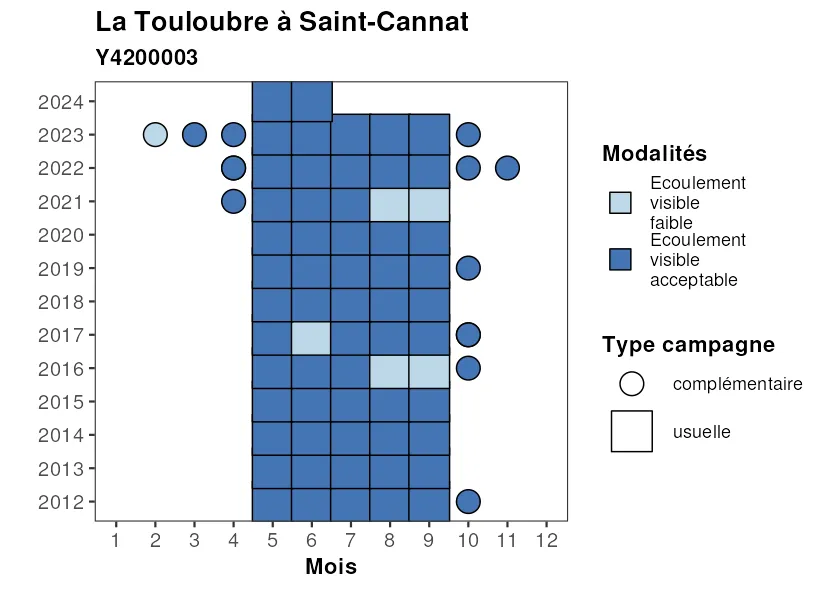 La Touloubre à Saint-Cannat
Y4200003
2024
2023
2022
2021
2020
2019
2018
2017
2016
2015
2014
2013
2012
1 2 3 4 5 6 7 8 9 10 11 12
Mois
Modalités
Ecoulement
visible
faible
Ecoulement
visible
acceptable
Type campagne
complémentaire
usuelle